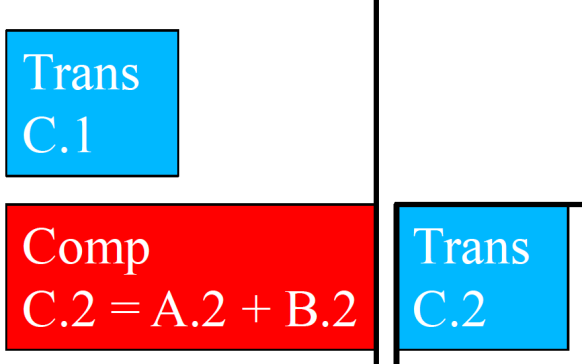 Trans
C.1
Comp
C.2 = A.2 + B.2
Trans
C.2